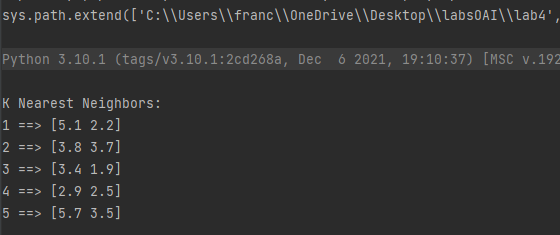 sys.path.extend(['C:\\Users\\franc\\OneDrive\\Desktop\\labsOAI\\lab4',
Python 3.10.1 (tags/v3.10.1:2cd268a, Dec  6 2021, 19:10:37) [MSC v.192
K Nearest Neighbors:
1 ==> [5.1 2.2]
2 ==> [3.8 3.7]
3 ==> [3.4 1.9]
4 ==> [2.9 2.5]
5 ==> [5.7 3.5]